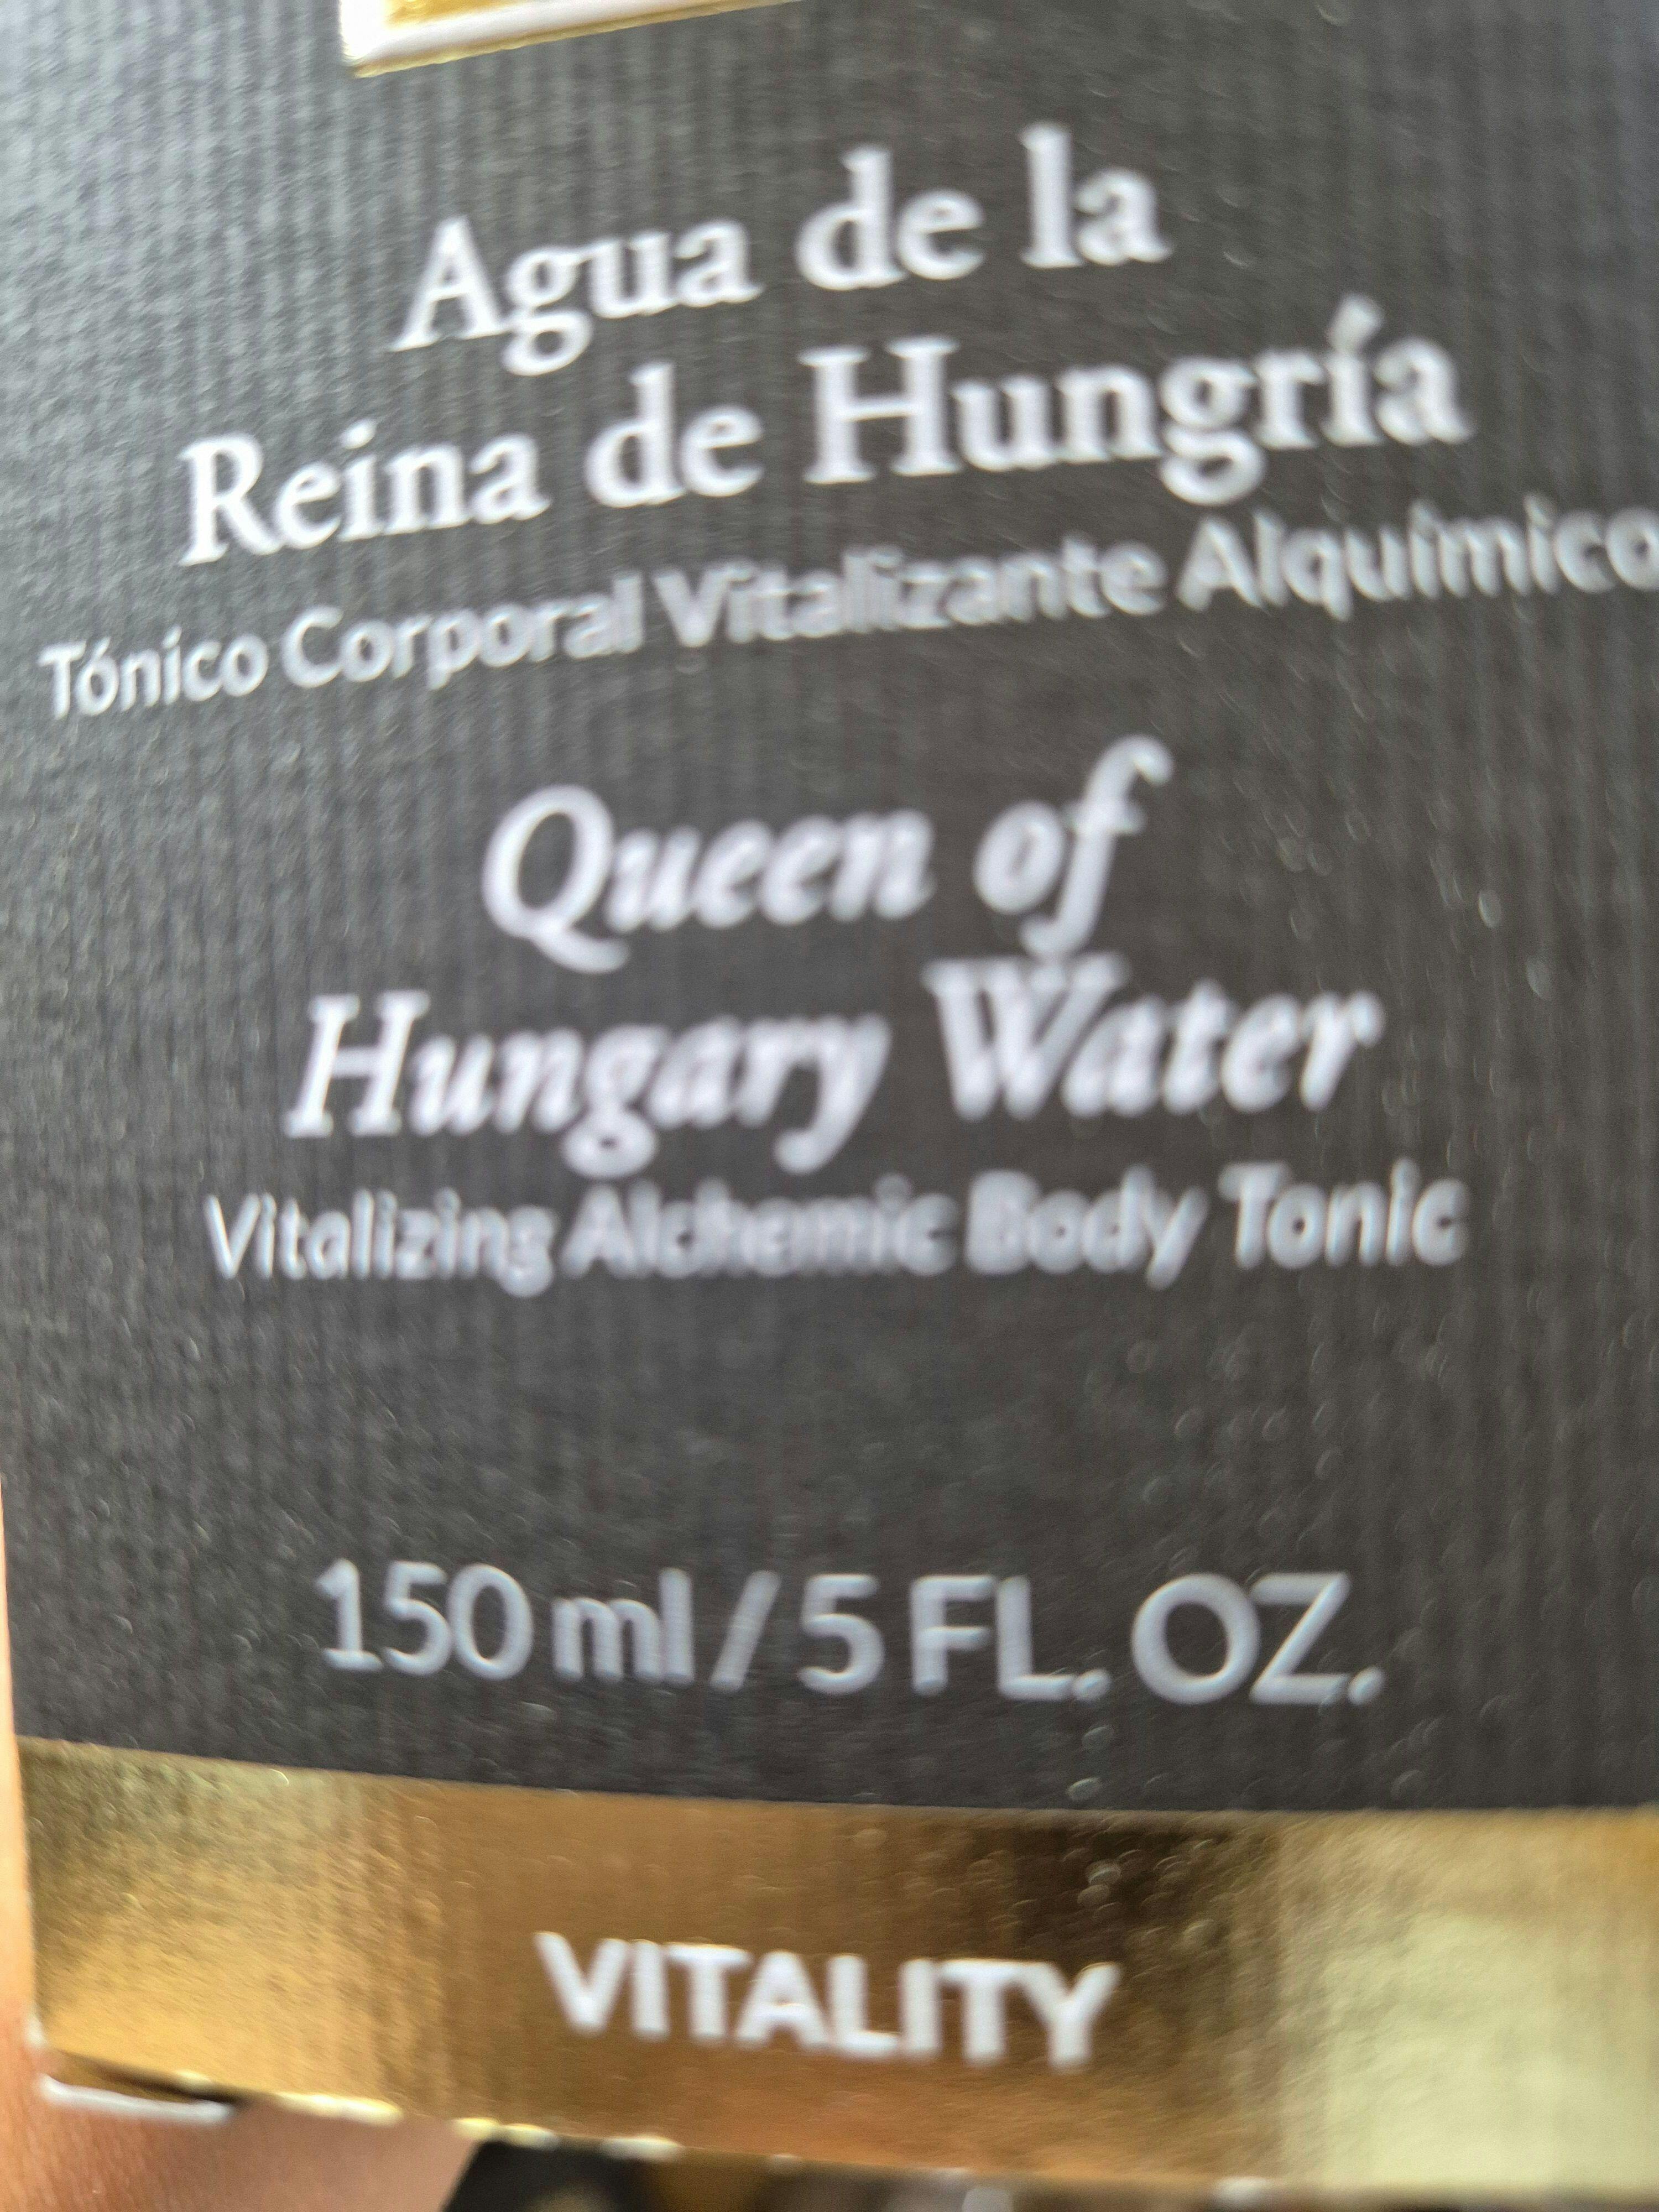 Agua de la
Reina de Hungría
Tónico Corporal Vitalizante Alquímico
Queen of
Hungary Water
Vitalizing Alchemic Body Tonic
150 ml / 5 FL. OZ.
VITALITY